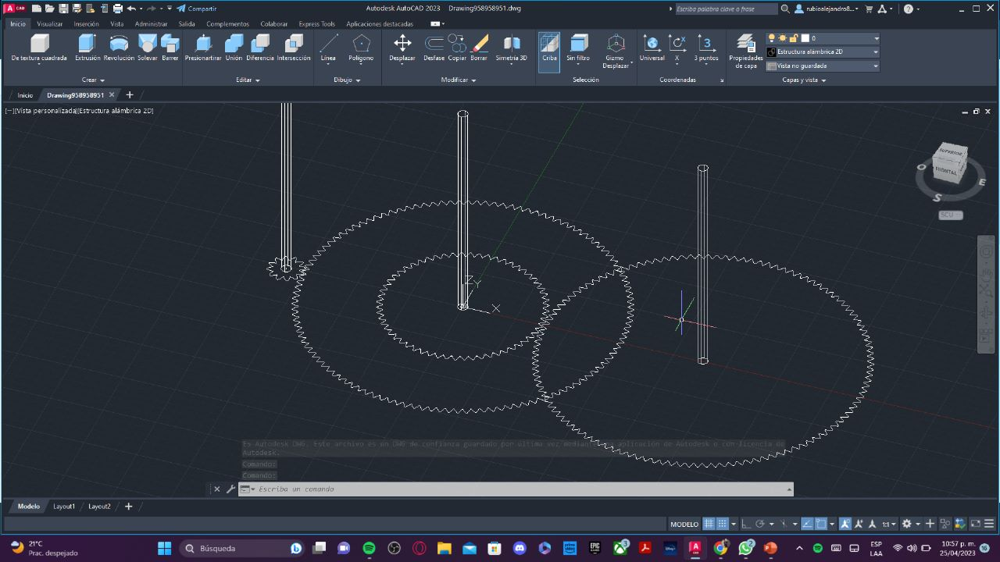 A CAD
Compartir
Autodesk AutoCAD 2023 Drawing958958951.dwg
Escriba palabra clave o frase
rubioalejandro8...
Inicio Visualizar Inserción Vista Administrar Salida Complementos Colaborar Express Tools Aplicaciones destacadas
De textura cuadrada Extrusión Revolución Solevar Barrer
Presionartirar Unión Diferencia Intersección
Línea Polígono
Desplazar Desfase Copiar Borrar Simetría 3D
Criba Sin filtro Gizmo Desplazar
Universal X 3 puntos
Propiedades de capa
0
Estructura alámbrica 2D
Vista no guardada
Crear Editar Dibujo Modificar Selección Coordenadas Capas y vista
Inicio Drawing958958951
[−][Vista personalizada][Estructura alámbrica 2D]
SUPERIOR
FRONTAL
O
E
S
SCU
Z
Y
X
Es Autodesk DWG. Este archivo es un DWG de confianza guardado por última vez mediante una aplicación de Autodesk o con licencia de
Autodesk.
Comando:
Comando:
Escriba un comando
Modelo Layout1 Layout2
MODELO
1:1
21°C
Prac. despejado
Búsqueda
ESP
LAA
10:57 p. m.
25/04/2023